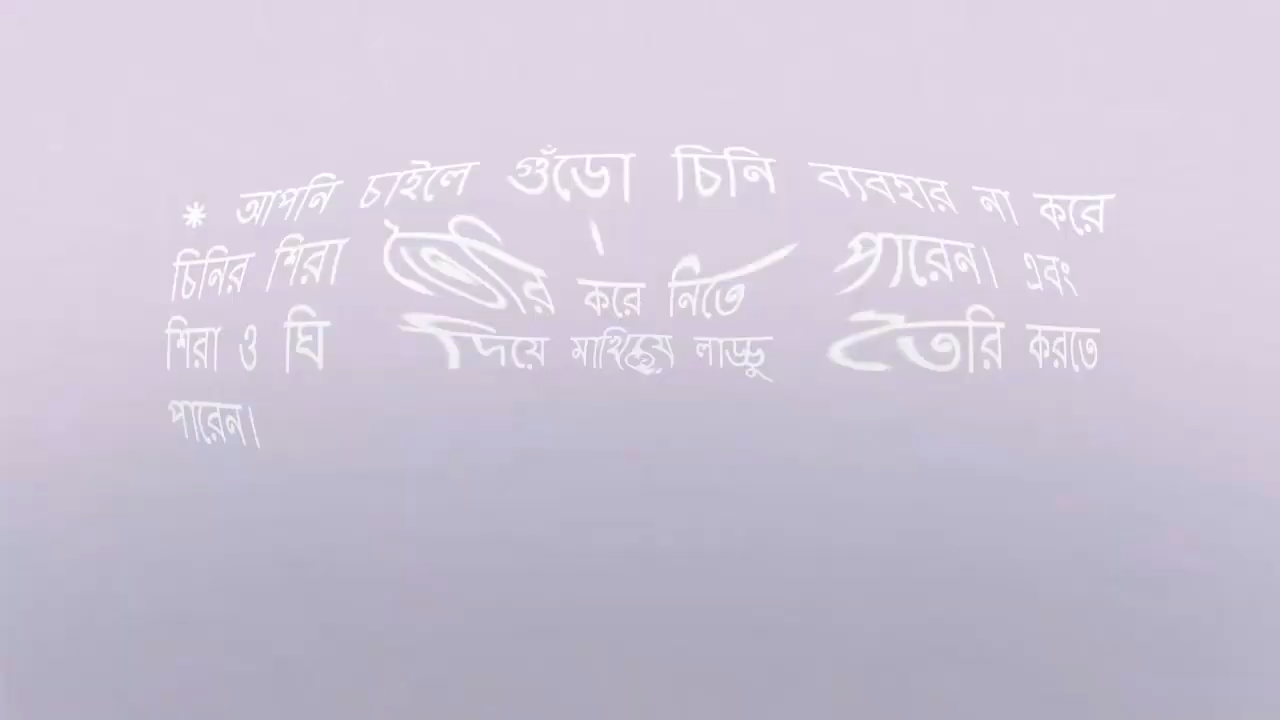 * আপনি চাইলে গুঁড়ো চিনি ব্যবহার না করে
চিনির শিরা তৈরি করে নিতে পারেন। এবং
শিরা ও ঘি দিয়ে মাখিয়ে লাড্ডু তৈরি করতে
পারেন।